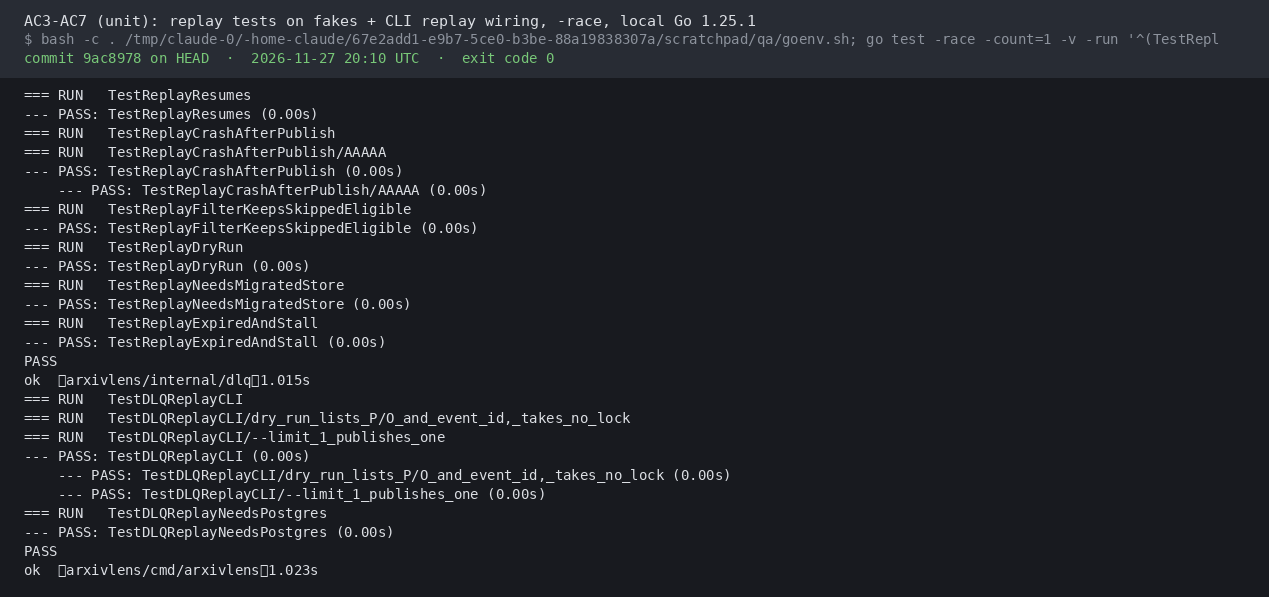 AC3-AC7 (unit): replay tests on fakes + CLI replay wiring, -race, local Go 1.25.1
$ bash -c . /tmp/claude-0/-home-claude/67e2add1-e9b7-5ce0-b3be-88a19838307a/scratchpad/qa/goenv.sh; go test -race -count=1 -v -run '^(TestRepl
commit 9ac8978 on HEAD · 2026-11-27 20:10 UTC · exit code 0
=== RUN   TestReplayResumes
--- PASS: TestReplayResumes (0.00s)
=== RUN   TestReplayCrashAfterPublish
=== RUN   TestReplayCrashAfterPublish/AAAAA
--- PASS: TestReplayCrashAfterPublish (0.00s)
    --- PASS: TestReplayCrashAfterPublish/AAAAA (0.00s)
=== RUN   TestReplayFilterKeepsSkippedEligible
--- PASS: TestReplayFilterKeepsSkippedEligible (0.00s)
=== RUN   TestReplayDryRun
--- PASS: TestReplayDryRun (0.00s)
=== RUN   TestReplayNeedsMigratedStore
--- PASS: TestReplayNeedsMigratedStore (0.00s)
=== RUN   TestReplayExpiredAndStall
--- PASS: TestReplayExpiredAndStall (0.00s)
PASS
ok  arxivlens/internal/dlq 1.015s
=== RUN   TestDLQReplayCLI
=== RUN   TestDLQReplayCLI/dry_run_lists_P/O_and_event_id,_takes_no_lock
=== RUN   TestDLQReplayCLI/--limit_1_publishes_one
--- PASS: TestDLQReplayCLI (0.00s)
    --- PASS: TestDLQReplayCLI/dry_run_lists_P/O_and_event_id,_takes_no_lock (0.00s)
    --- PASS: TestDLQReplayCLI/--limit_1_publishes_one (0.00s)
=== RUN   TestDLQReplayNeedsPostgres
--- PASS: TestDLQReplayNeedsPostgres (0.00s)
PASS
ok  arxivlens/cmd/arxivlens 1.023s